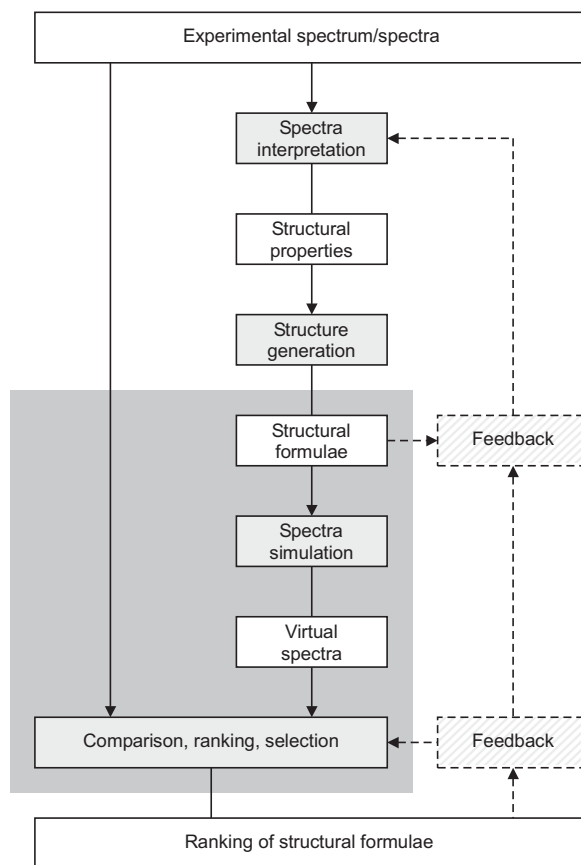 Experimental spectrum/spectra
Spectra
interpretation
Structural
properties
Structure
generation
Structural
formulae
Feedback
Spectra
simulation
Virtual
spectra
Comparison, ranking, selection
Feedback
Ranking of structural formulae